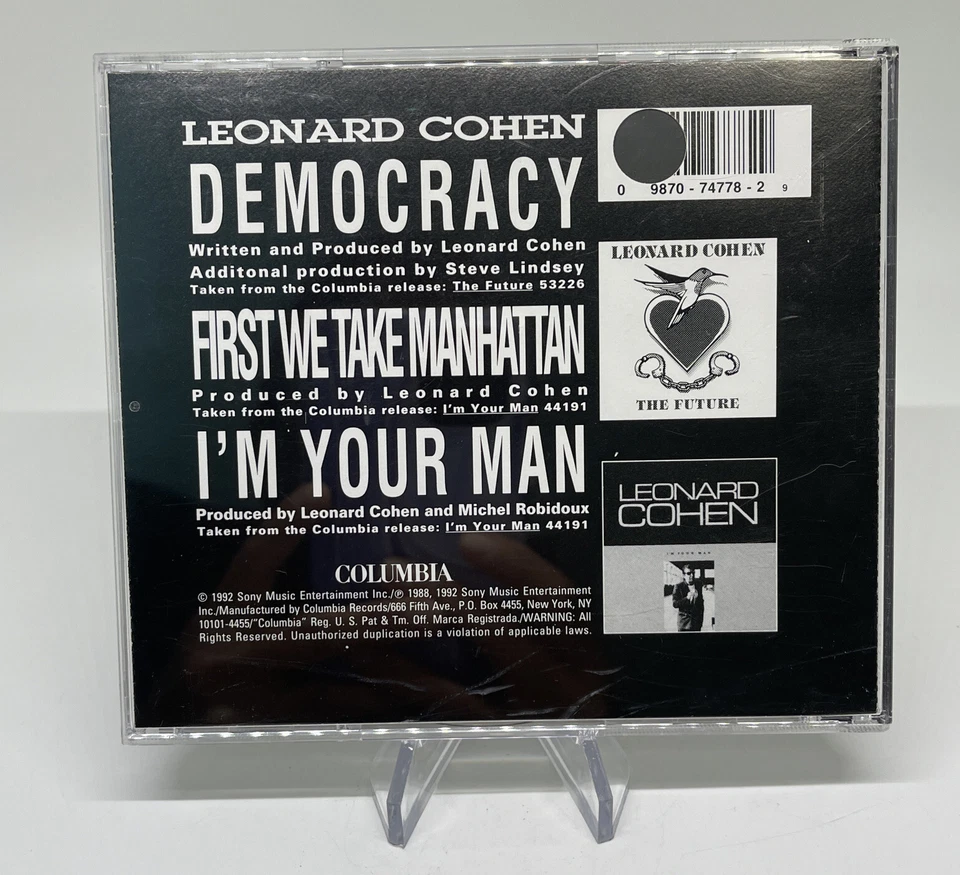 LEONARD COHEN
DEMOCRACY
Written and Produced by Leonard Cohen
Additonal production by Steve Lindsey
Taken from the Columbia release: The Future 53226
FIRST WE TAKE MANHATTAN
Produced by Leonard Cohen
Taken from the Columbia release: I'm Your Man 44191
I'M YOUR MAN
Produced by Leonard Cohen and Michel Robidoux
Taken from the Columbia release: I'm Your Man 44191
COLUMBIA
© 1992 Sony Music Entertainment Inc./℗ 1988, 1992 Sony Music Entertainment
Inc./Manufactured by Columbia Records/666 Fifth Ave., P.O. Box 4455, New York, NY
10101-4455/"Columbia" Reg. U. S. Pat & Tm. Off. Marca Registrada./WARNING: All
Rights Reserved. Unauthorized duplication is a violation of applicable laws.
0 9870 - 74778 - 2 9
LEONARD COHEN
THE FUTURE
LEONARD
COHEN
I'M YOUR MAN